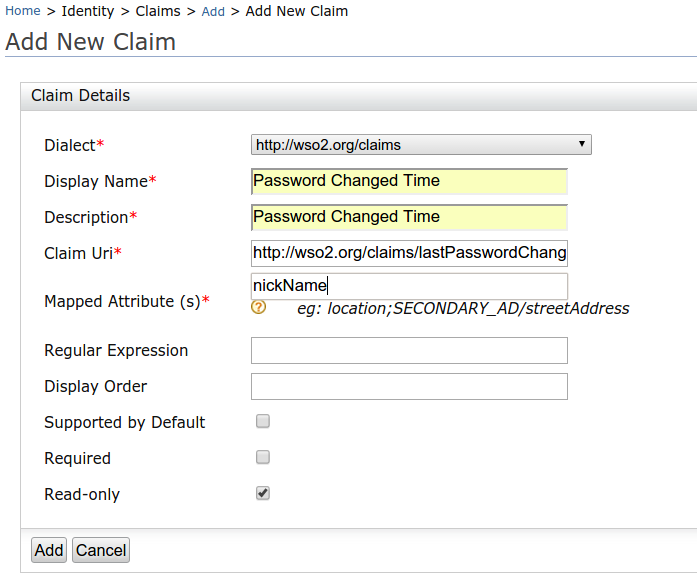 Home > Identity > Claims > Add > Add New Claim
Add New Claim
Claim Details
Dialect* http://wso2.org/claims
Display Name* Password Changed Time
Description* Password Changed Time
Claim Uri* http://wso2.org/claims/lastPasswordChang
Mapped Attribute (s)* nickName
? eg: location;SECONDARY_AD/streetAddress
Regular Expression
Display Order
Supported by Default
Required
Read-only
Add Cancel